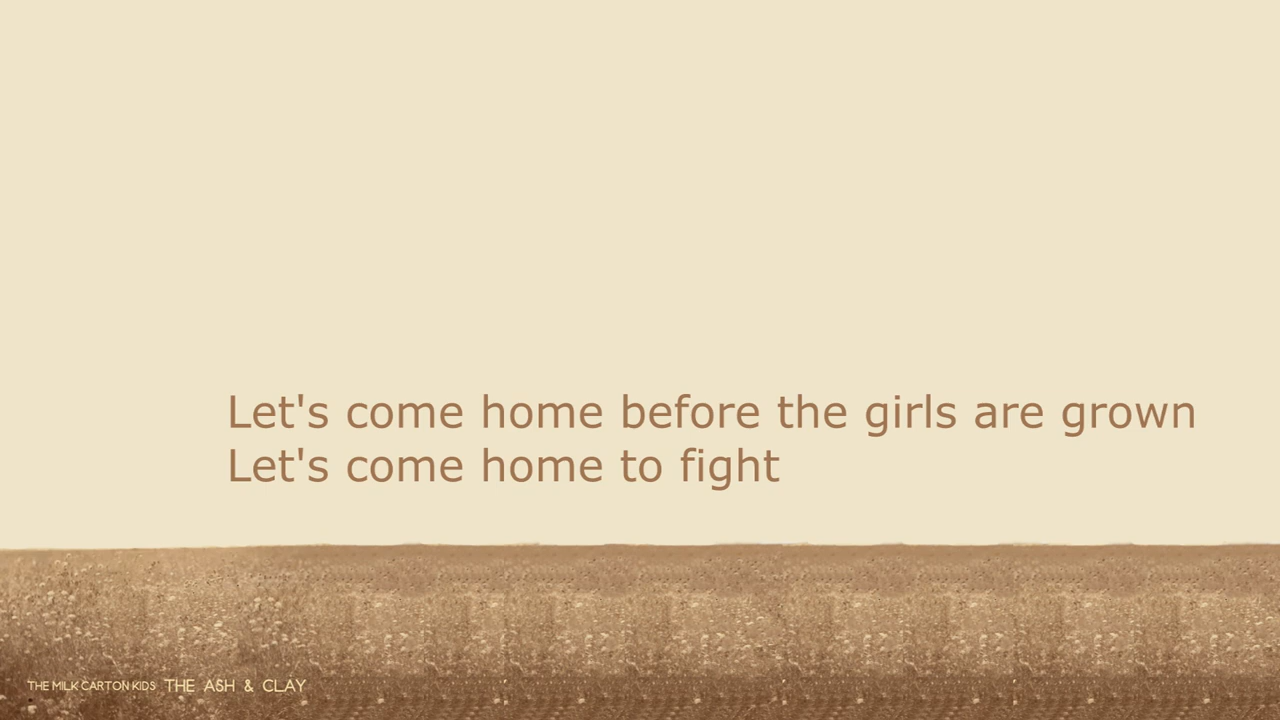 Let's come home before the girls are grown
Let's come home to fight
THE MILK CARTON KIDS THE ASH & CLAY